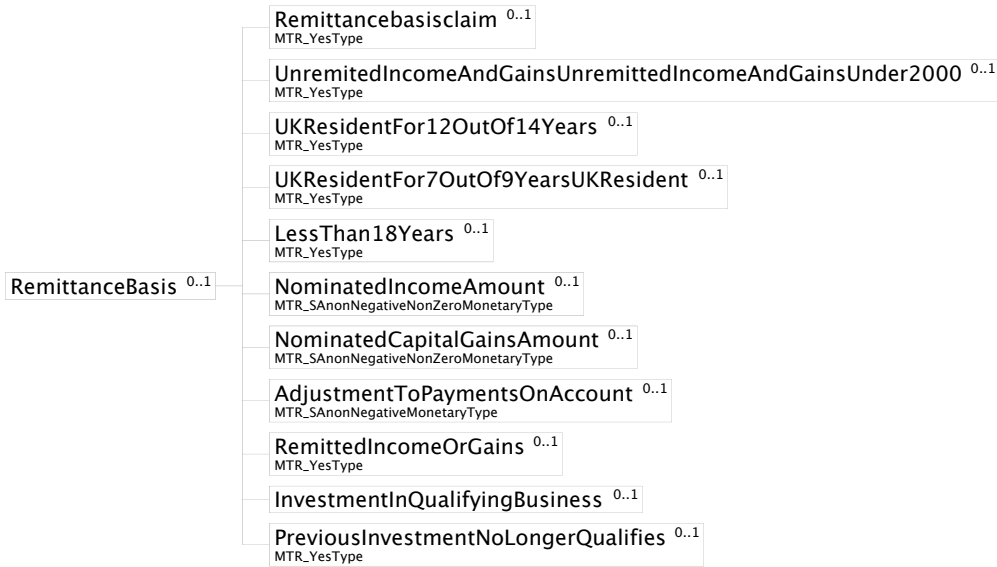 Remittancebasisclaim 0..1
MTR_YesType
UnremitedIncomeAndGainsUnremittedIncomeAndGainsUnder2000 0..1
MTR_YesType
UKResidentFor12OutOf14Years 0..1
MTR_YesType
UKResidentFor7OutOf9YearsUKResident 0..1
MTR_YesType
LessThan18Years 0..1
MTR_YesType
RemittanceBasis 0..1
NominatedIncomeAmount 0..1
MTR_SAnonNegativeNonZeroMonetaryType
NominatedCapitalGainsAmount 0..1
MTR_SAnonNegativeNonZeroMonetaryType
AdjustmentToPaymentsOnAccount 0..1
MTR_SAnonNegativeMonetaryType
RemittedIncomeOrGains 0..1
MTR_YesType
InvestmentInQualifyingBusiness 0..1
PreviousInvestmentNoLongerQualifies 0..1
MTR_YesType